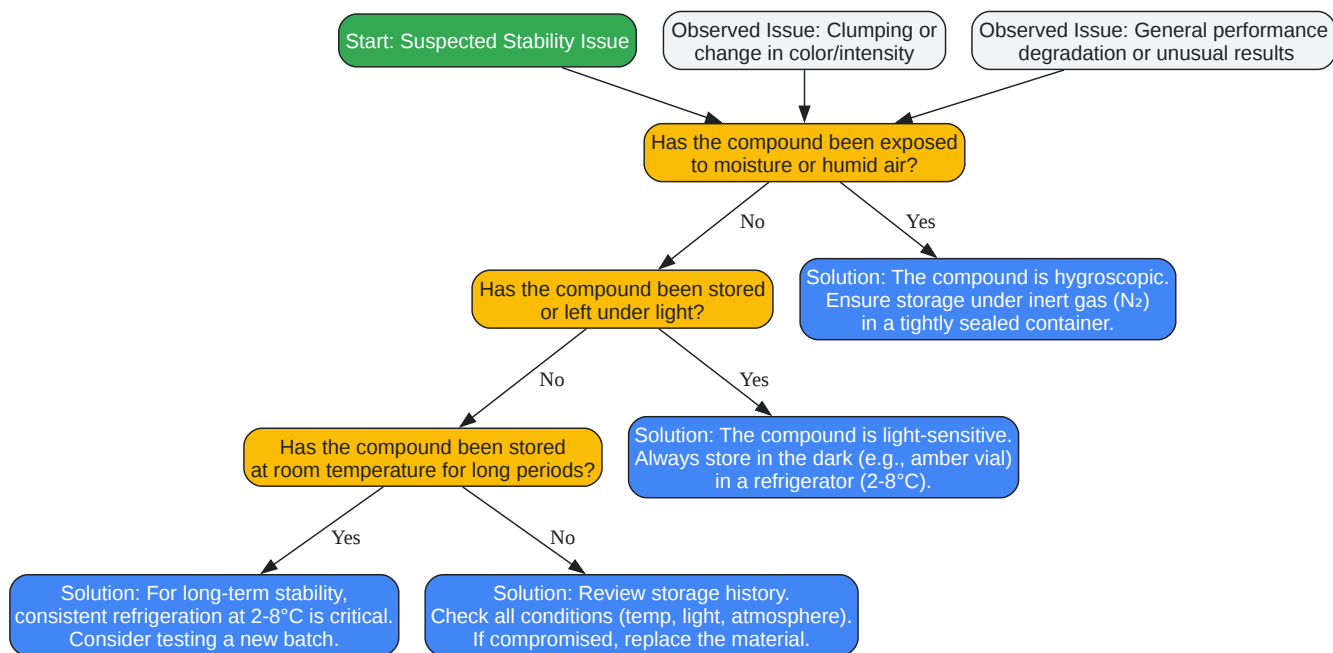 Start: Suspected Stability Issue
Observed Issue: Clumping or
change in color/intensity
Observed Issue: General performance
degradation or unusual results
Has the compound been exposed
to moisture or humid air?
No
Yes
Has the compound been stored
or left under light?
Solution: The compound is hygroscopic.
Ensure storage under inert gas (N₂)
in a tightly sealed container.
No
Yes
Has the compound been stored
at room temperature for long periods?
Solution: The compound is light-sensitive.
Always store in the dark (e.g., amber vial)
in a refrigerator (2-8°C).
Yes
No
Solution: For long-term stability,
consistent refrigeration at 2-8°C is critical.
Consider testing a new batch.
Solution: Review storage history.
Check all conditions (temp, light, atmosphere).
If compromised, replace the material.